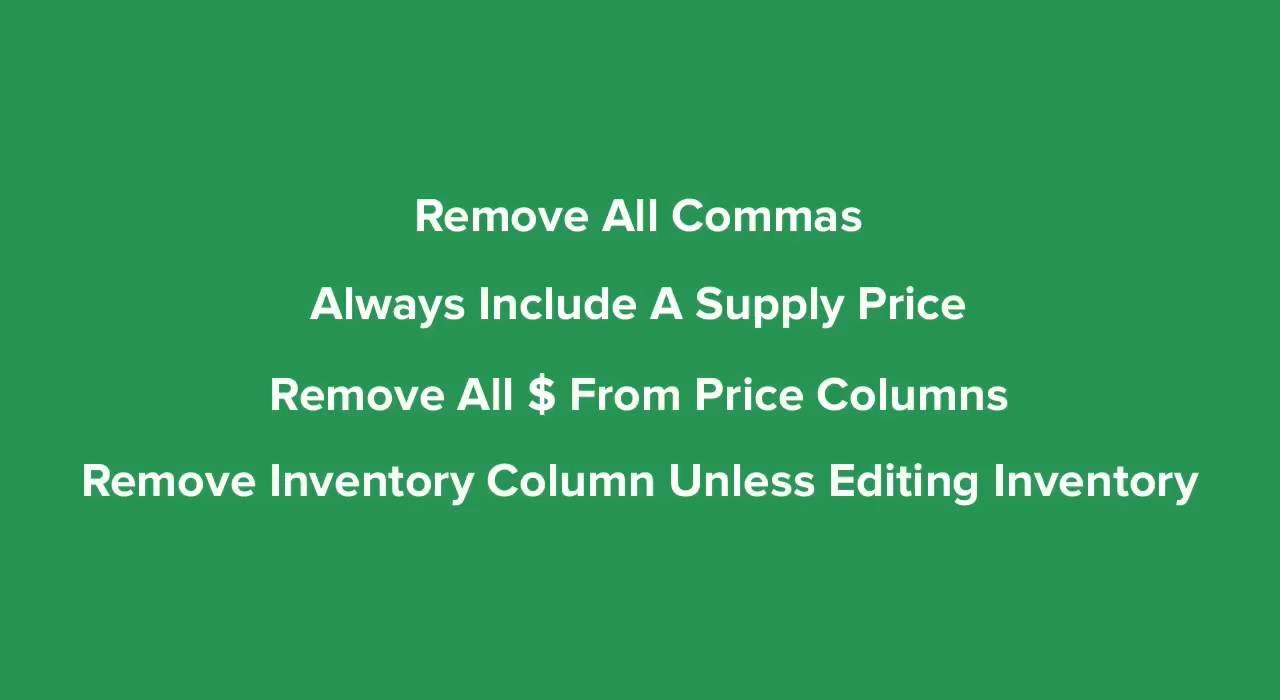 Remove All Commas
Always Include A Supply Price
Remove All $ From Price Columns
Remove Inventory Column Unless Editing Inventory